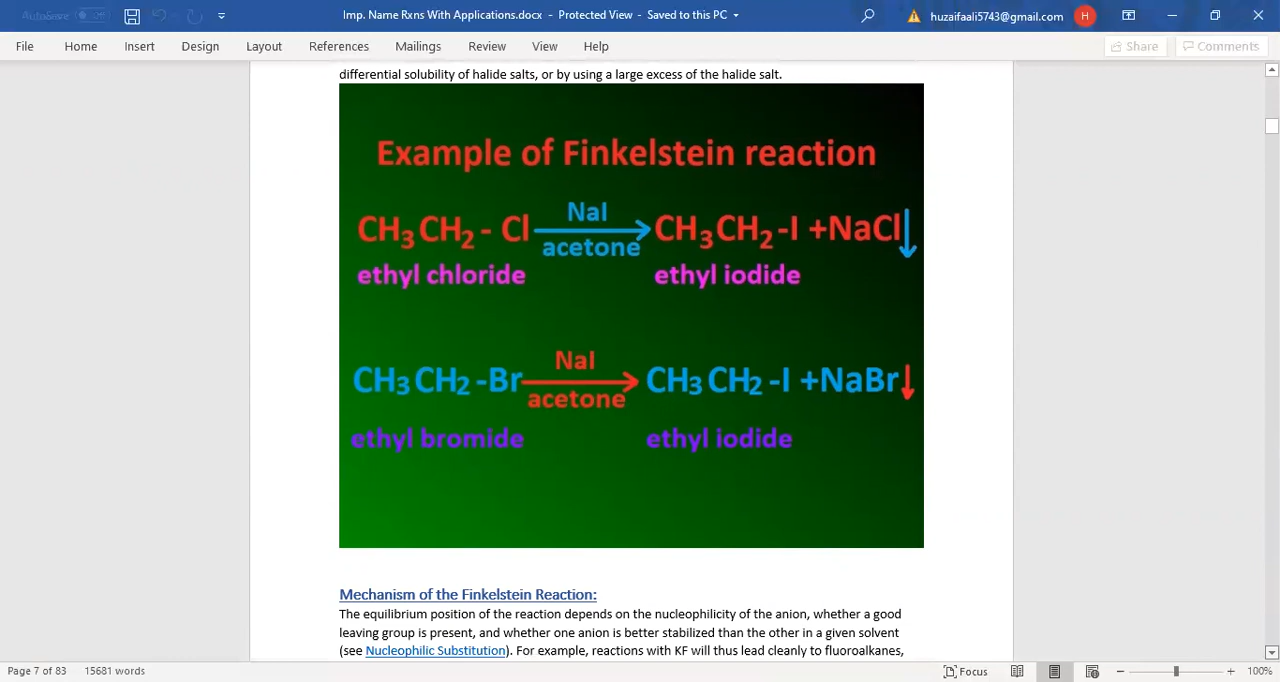 AutoSave
Imp. Name Rxns With Applications.docx - Protected View - Saved to this PC
huzaifaali5743@gmail.com
H
File Home Insert Design Layout References Mailings Review View Help
Share Comments
differential solubility of halide salts, or by using a large excess of the halide salt.
Example of Finkelstein reaction
NaI
CH3CH2 - Cl CH3CH2 -I +NaCl↓
acetone
ethyl chloride ethyl iodide
NaI
CH3CH2 -Br CH3CH2 -I +NaBr↓
acetone
ethyl bromide ethyl iodide
Mechanism of the Finkelstein Reaction:
The equilibrium position of the reaction depends on the nucleophilicity of the anion, whether a good
leaving group is present, and whether one anion is better stabilized than the other in a given solvent
(see Nucleophilic Substitution). For example, reactions with KF will thus lead cleanly to fluoroalkanes,
Page 7 of 83 15681 words Focus 100%